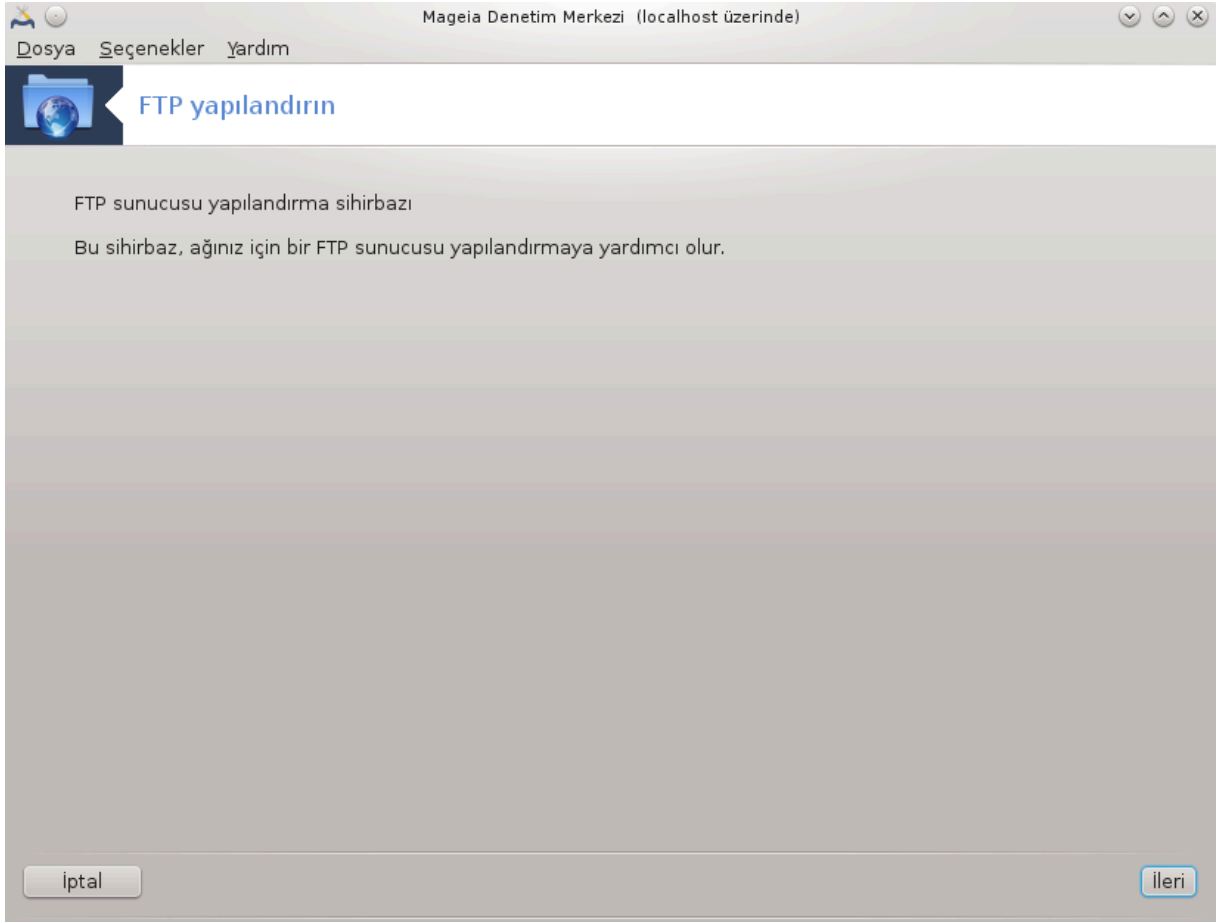 Mageia Denetim Merkezi (localhost üzerinde)
Dosya Seçenekler Yardım
FTP yapılandırın
FTP sunucusu yapılandırma sihirbazı
Bu sihirbaz, ağınız için bir FTP sunucusu yapılandırmaya yardımcı olur.
İptal İleri